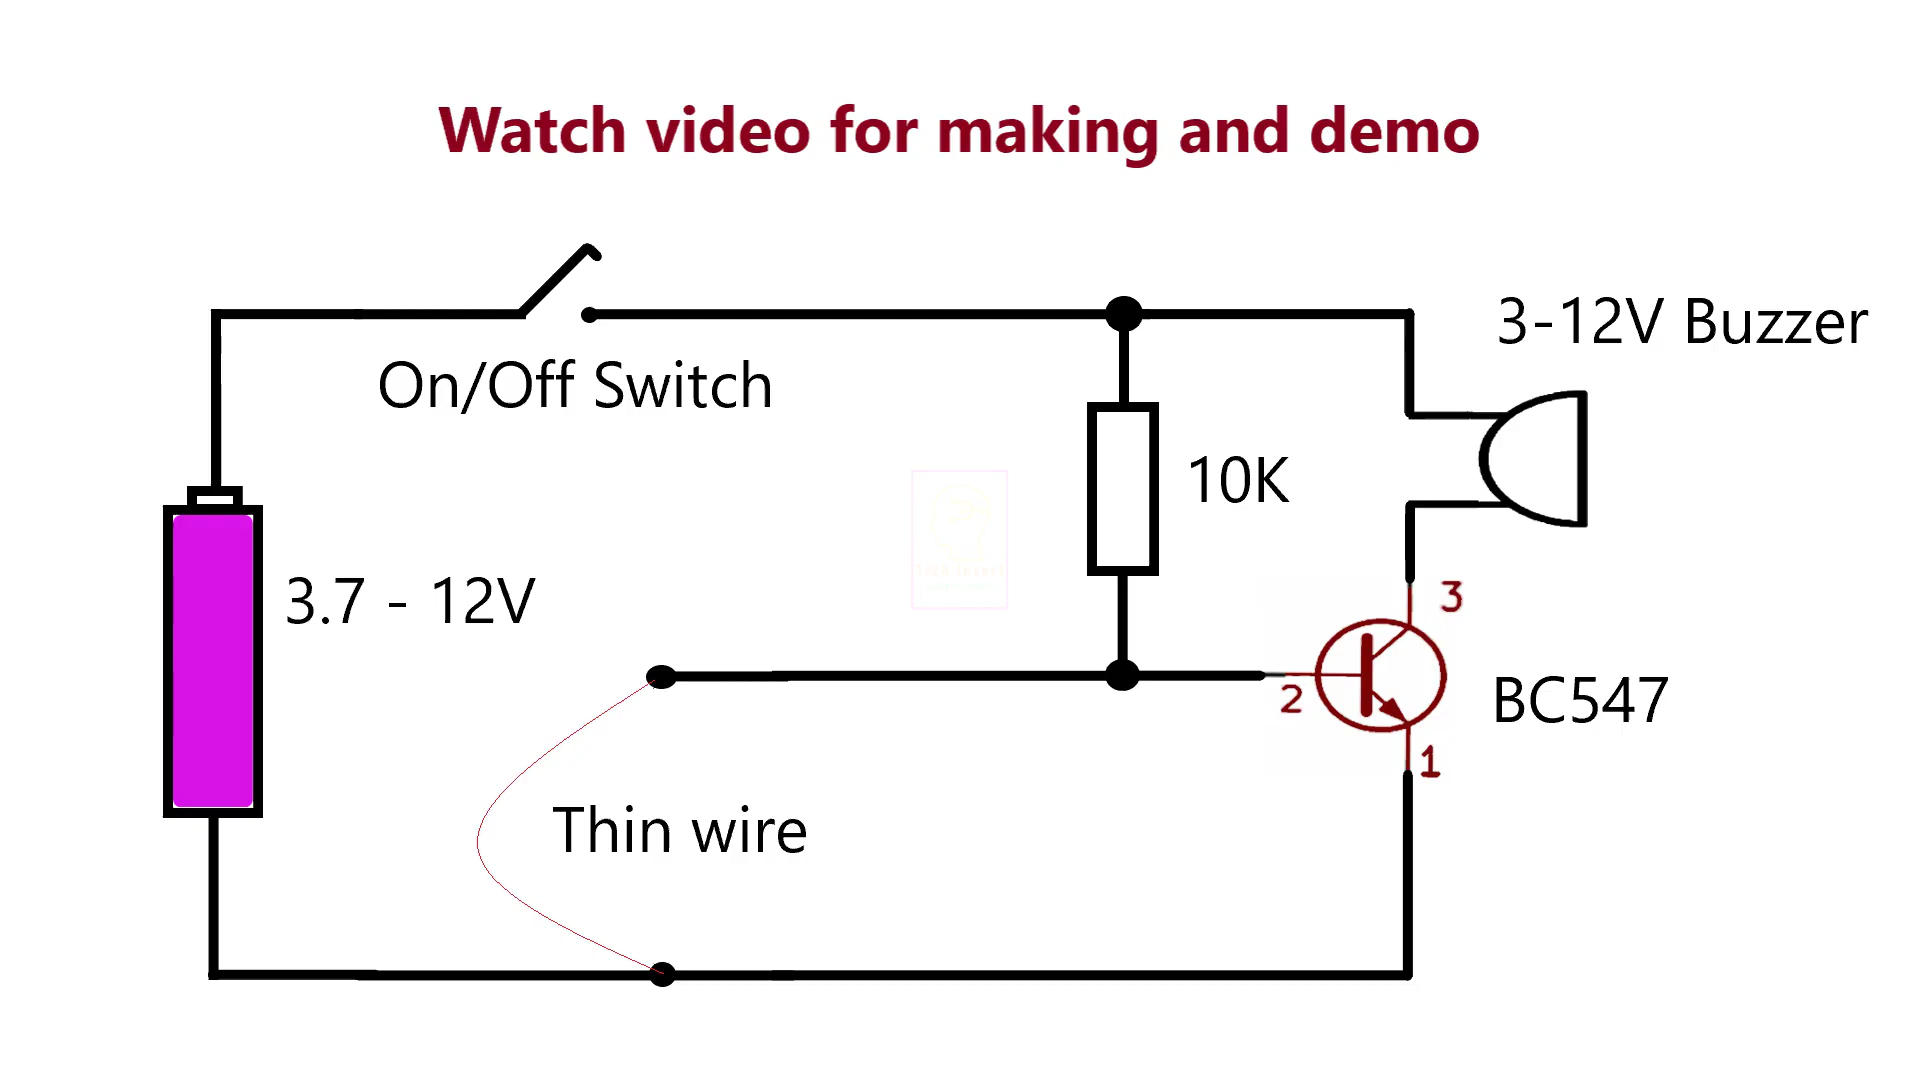 Watch video for making and demo
On/Off Switch
3-12V Buzzer
10K
3.7 - 12V
3
2
BC547
1
Thin wire